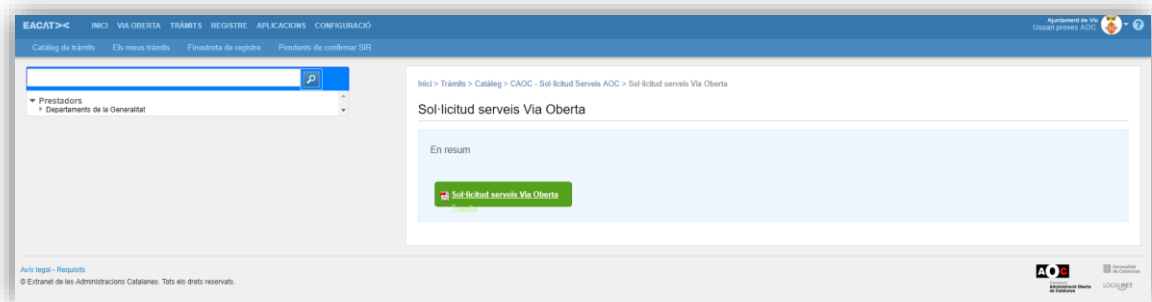 EACAT INICI VIA OBERTA TRÀMITS REGISTRE APLICACIONS CONFIGURACIÓ
Ajuntament de Vic
Usuari proves AOC
Catàleg de tràmits Els meus tràmits Finestreta de registre Pendents de confirmar SIR
Prestadors
Departaments de la Generalitat
Inici > Tràmits > Catàleg > CAOC - Sol·licitud Serveis AOC > Sol·licitud serveis Via Oberta
Sol·licitud serveis Via Oberta
En resum
Sol·licitud serveis Via Oberta
Tràmits
Avís legal - Requisits
© Extranet de les Administracions Catalanes. Tots els drets reservats.
AOC
Consorci
Administració Oberta
de Catalunya
Generalitat
de Catalunya
LOCALRET